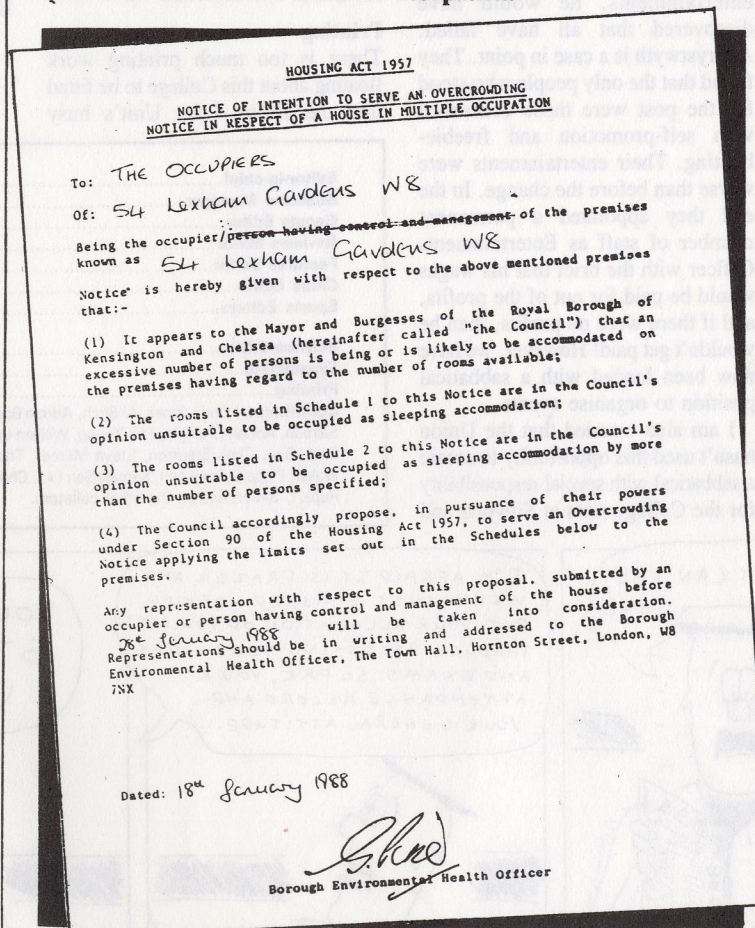 HOUSING ACT 1957
NOTICE OF INTENTION TO SERVE AN OVERCROWDING
NOTICE IN RESPECT OF A HOUSE IN MULTIPLE OCCUPATION
To: THE OCCUPIERS
Of: 54 Lexham Gardens W8
Being the occupier/person having control and management of the Premises
known as 54 Lexham Gardens W8
Notice is hereby given with respect to the above mentioned premises
that:-
(1) It appears to the Mayor and Burgesses of the Royal Borough of
Kensington and Chelsea (hereinafter called "the Council") that an
excessive number of persons is being or is likely to be accommodated on
the premises having regard to the number of rooms available;
(2) The rooms listed in Schedule 1 to this Notice are in the Council's
opinion unsuitable to be occupied as sleeping accommodation;
(3) The rooms listed in Schedule 2 to this Notice are in the Council's
opinion unsuitable to be occupied as sleeping accommodation by more
than the number of persons specified;
(4) The Council accordingly propose, in pursuance of their powers
under Section 90 of the Housing Act 1957, to serve an Overcrowding
Notice applying the limits set out in the Schedules below to the
premises.
Any representation with respect to this proposal, submitted by an
occupier or person having control and management of the house before
28th January 1988 will be taken into consideration.
Representations should be in writing and addressed to the Borough
Environmental Health Officer, The Town Hall, Hornton Street, London, W8
7NX
Dated: 18th January 1988
Borough Environmental Health Officer